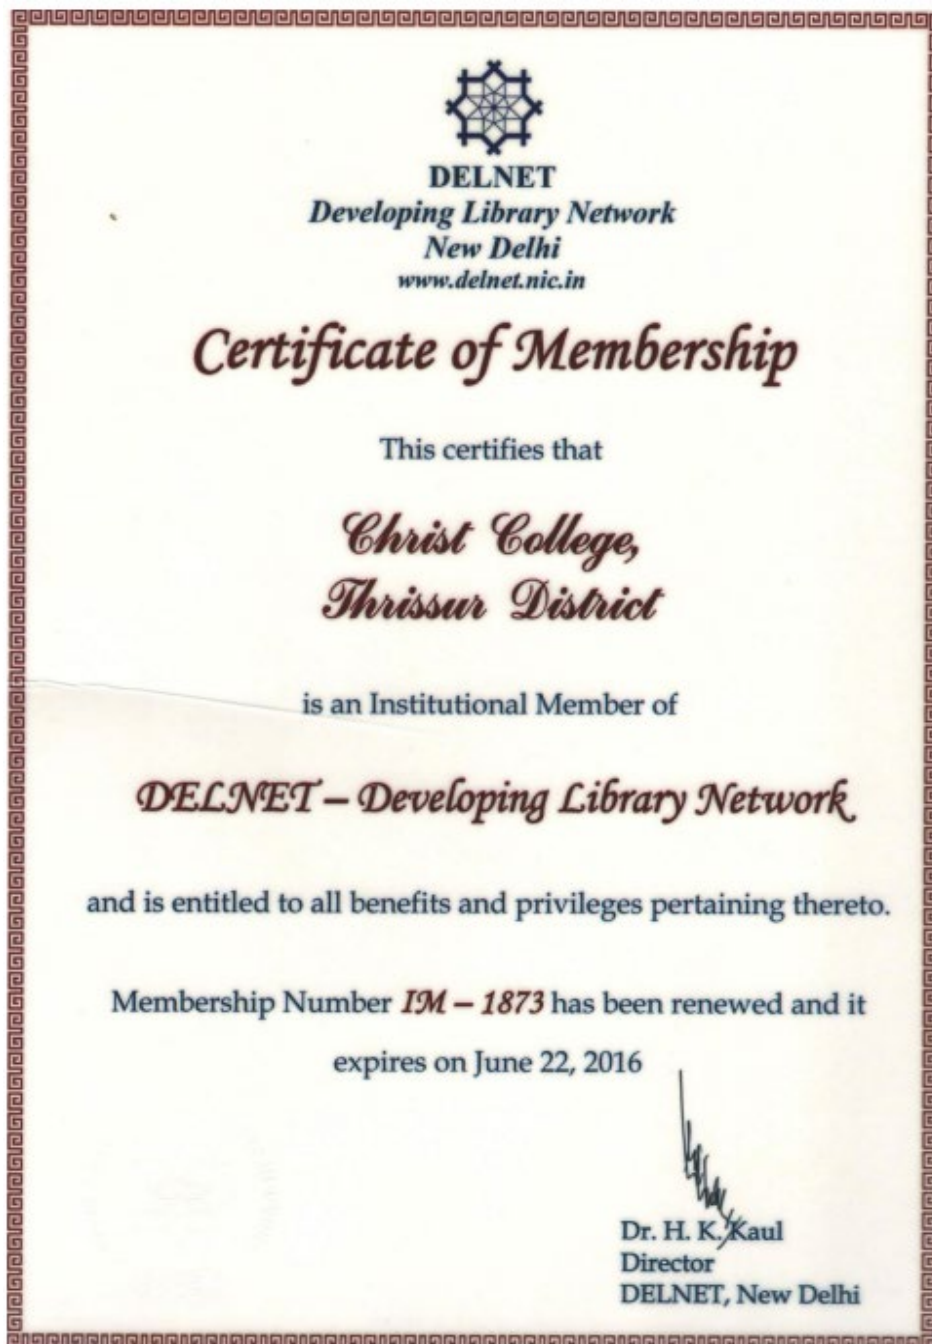 DELNET
Developing Library Network
New Delhi
www.delnet.nic.in
Certificate of Membership
This certifies that
Christ College,
Thrissur District
is an Institutional Member of
DELNET – Developing Library Network
and is entitled to all benefits and privileges pertaining thereto.
Membership Number IM – 1873 has been renewed and it
expires on June 22, 2016
Dr. H. K. Kaul
Director
DELNET, New Delhi